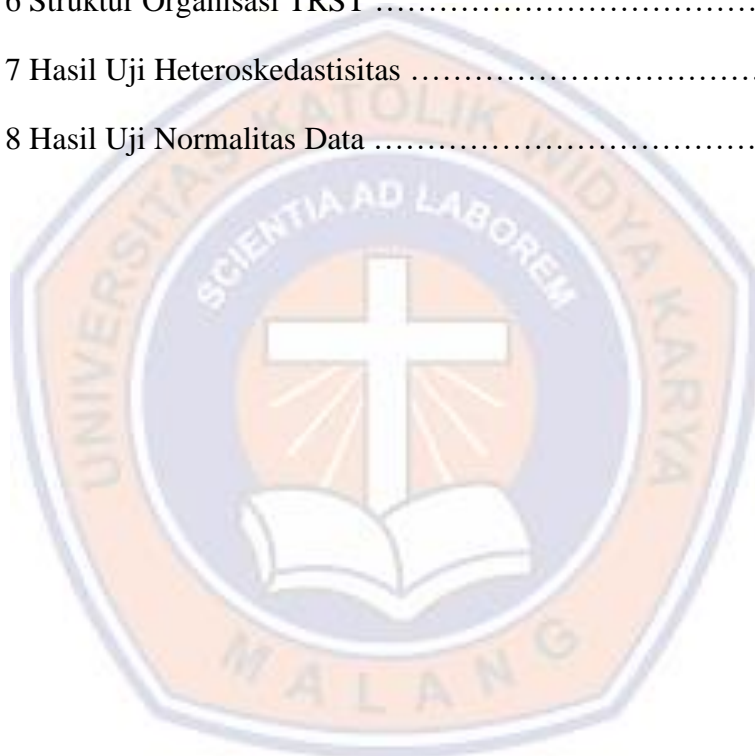 6 Struktur Organisasi TRST ………………………………
7 Hasil Uji Heteroskedastisitas ……………………………
8 Hasil Uji Normalitas Data ………………………………
UNIVERSITAS KATOLIK WIDYA KARYA
SCIENTIA AD LABOREM
MALANG